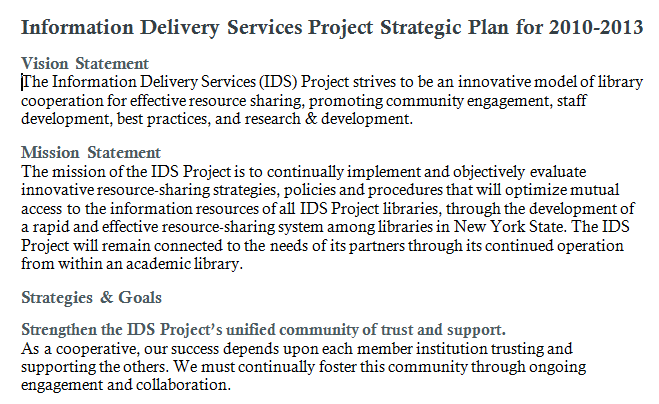 Information Delivery Services Project Strategic Plan for 2010-2013
Vision Statement
The Information Delivery Services (IDS) Project strives to be an innovative model of library
cooperation for effective resource sharing, promoting community engagement, staff
development, best practices, and research & development.
Mission Statement
The mission of the IDS Project is to continually implement and objectively evaluate
innovative resource-sharing strategies, policies and procedures that will optimize mutual
access to the information resources of all IDS Project libraries, through the development of
a rapid and effective resource-sharing system among libraries in New York State. The IDS
Project will remain connected to the needs of its partners through its continued operation
from within an academic library.
Strategies & Goals
Strengthen the IDS Project's unified community of trust and support.
As a cooperative, our success depends upon each member institution trusting and
supporting the others. We must continually foster this community through ongoing
engagement and collaboration.